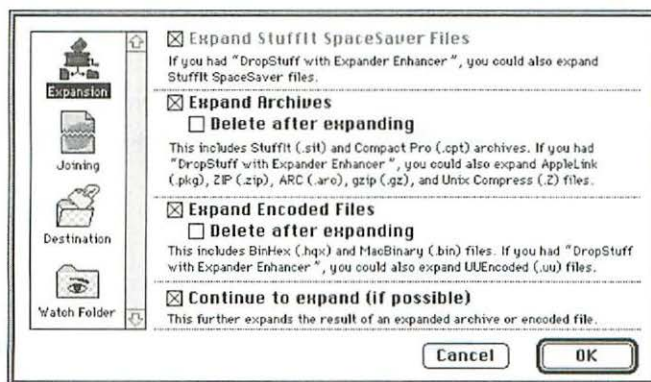 Expansion
Joining
Destination
Watch Folder
Expand StuffIt SpaceSaver Files
If you had "DropStuff with Expander Enhancer", you could also expand
StuffIt SpaceSaver files.
Expand Archives
Delete after expanding
This includes StuffIt (.sit) and Compact Pro (.cpt) archives. If you had
"DropStuff with Expander Enhancer", you could also expand AppleLink
(.pkg), ZIP (.zip), ARC (.arc), gzip (.gz), and Unix Compress (.Z) files.
Expand Encoded Files
Delete after expanding
This includes BinHex (.hqx) and MacBinary (.bin) files. If you had "DropStuff
with Expander Enhancer", you could also expand UUEncoded (.uu) files.
Continue to expand (if possible)
This further expands the result of an expanded archive or encoded file.
Cancel
OK